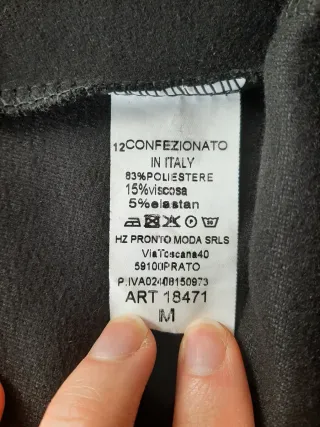 12CONFEZIONATO
IN ITALY
83%POLIESTERE
15%viscosa
5%elastan
HZ PRONTO MODA SRLS
ViaToscana40
59100PRATO
P.IVA02408150973
ART 18471
M